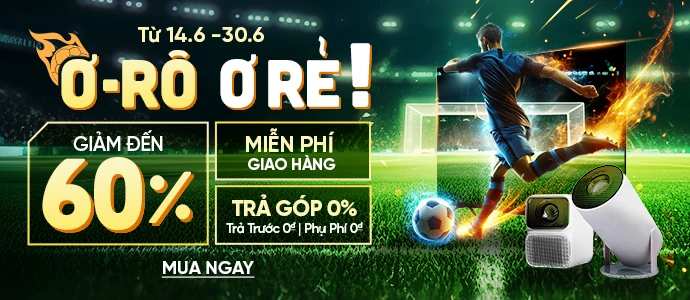 Từ 14.6 -30.6
Ơ-RÔ Ơ RẺ!
GIẢM ĐẾN
60%
MIỄN PHÍ
GIAO HÀNG
TRẢ GÓP 0%
Trả Trước 0đ | Phụ Phí 0đ
MUA NGAY